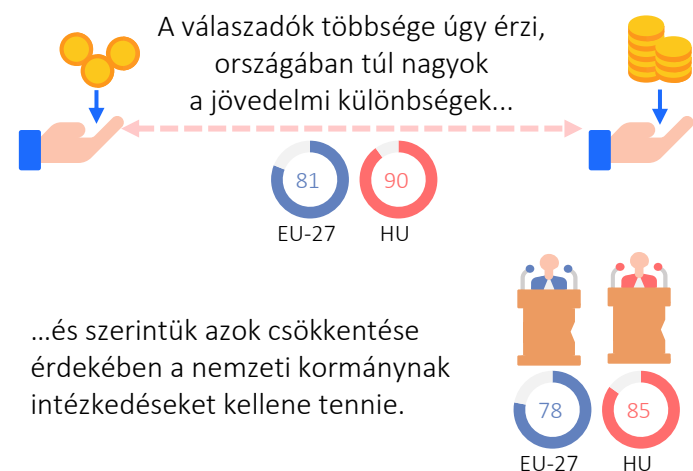 A válaszadók többsége úgy érzi,
országában túl nagyok
a jövedelmi különbségek...
81
90
EU-27
HU
...és szerintük azok csökkentése
érdekében a nemzeti kormánynak
intézkedéseket kellene tennie.
78
85
EU-27
HU